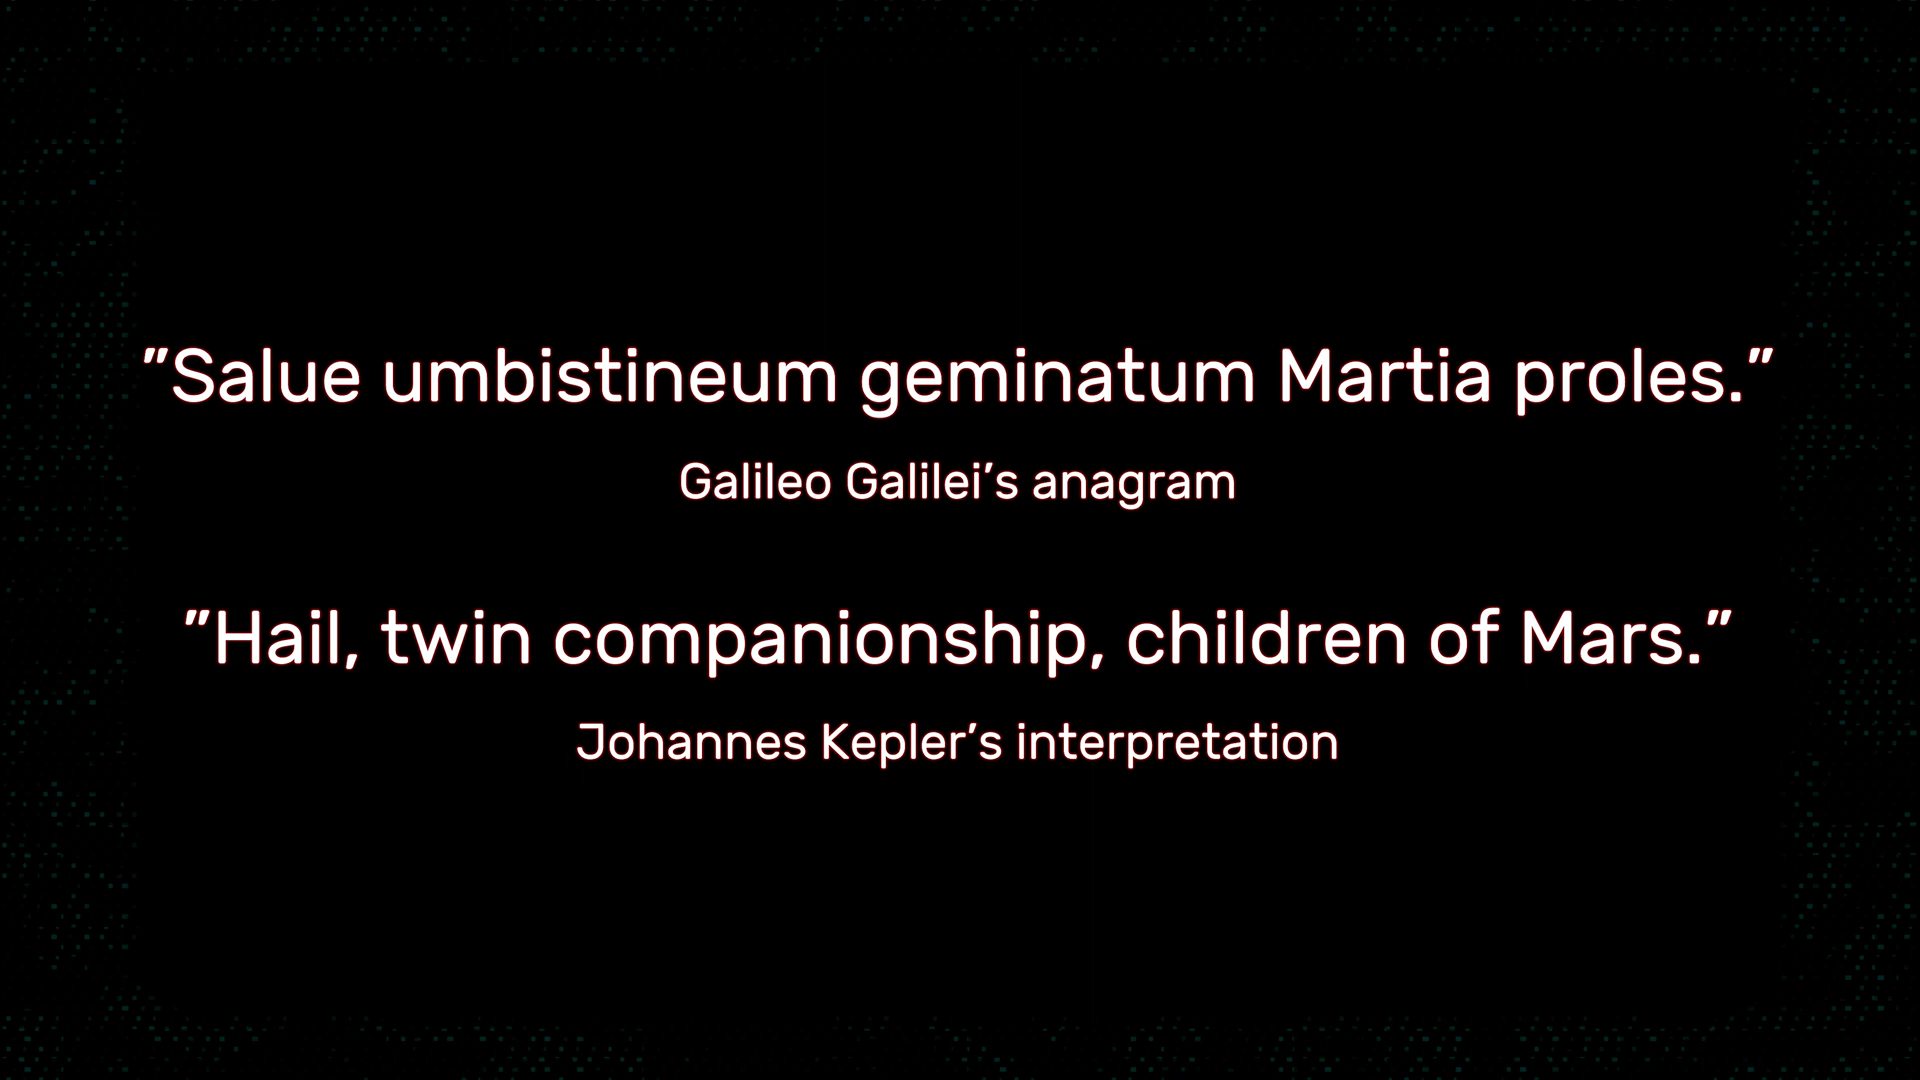 ”Salue umbistineum geminatum Martia proles.”
Galileo Galilei’s anagram
”Hail, twin companionship, children of Mars.”
Johannes Kepler’s interpretation